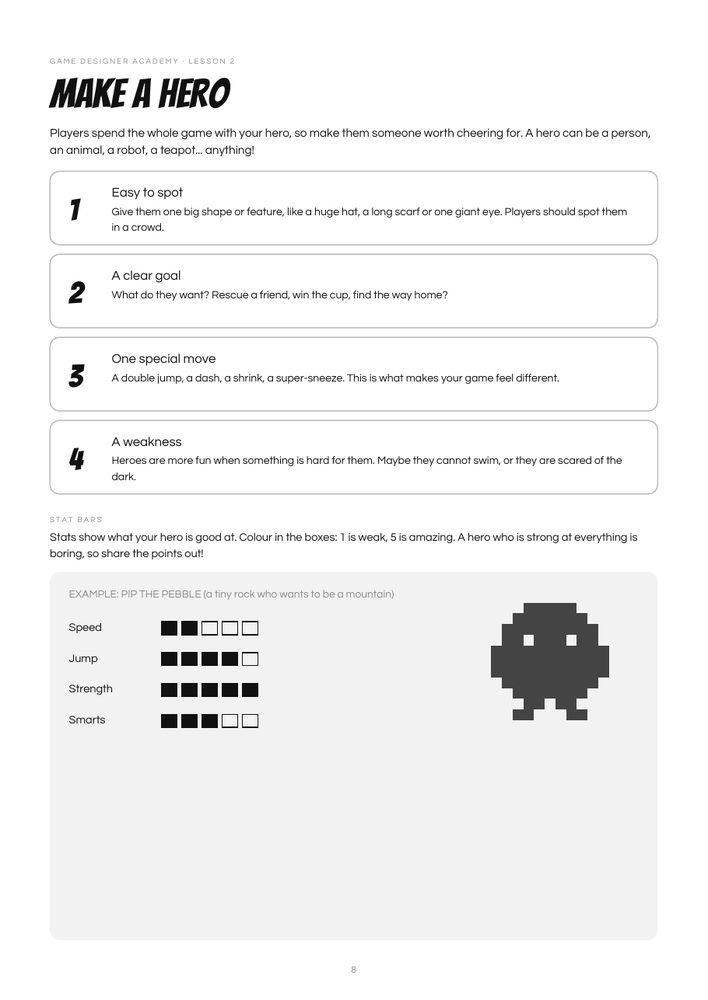 GAME DESIGNER ACADEMY · LESSON 2
MAKE A HERO
Players spend the whole game with your hero, so make them someone worth cheering for. A hero can be a person,
an animal, a robot, a teapot... anything!
1
Easy to spot
Give them one big shape or feature, like a huge hat, a long scarf or one giant eye. Players should spot them
in a crowd.
2
A clear goal
What do they want? Rescue a friend, win the cup, find the way home?
3
One special move
A double jump, a dash, a shrink, a super-sneeze. This is what makes your game feel different.
4
A weakness
Heroes are more fun when something is hard for them. Maybe they cannot swim, or they are scared of the
dark.
STAT BARS
Stats show what your hero is good at. Colour in the boxes: 1 is weak, 5 is amazing. A hero who is strong at everything is
boring, so share the points out!
EXAMPLE: PIP THE PEBBLE (a tiny rock who wants to be a mountain)
Speed
Jump
Strength
Smarts
8